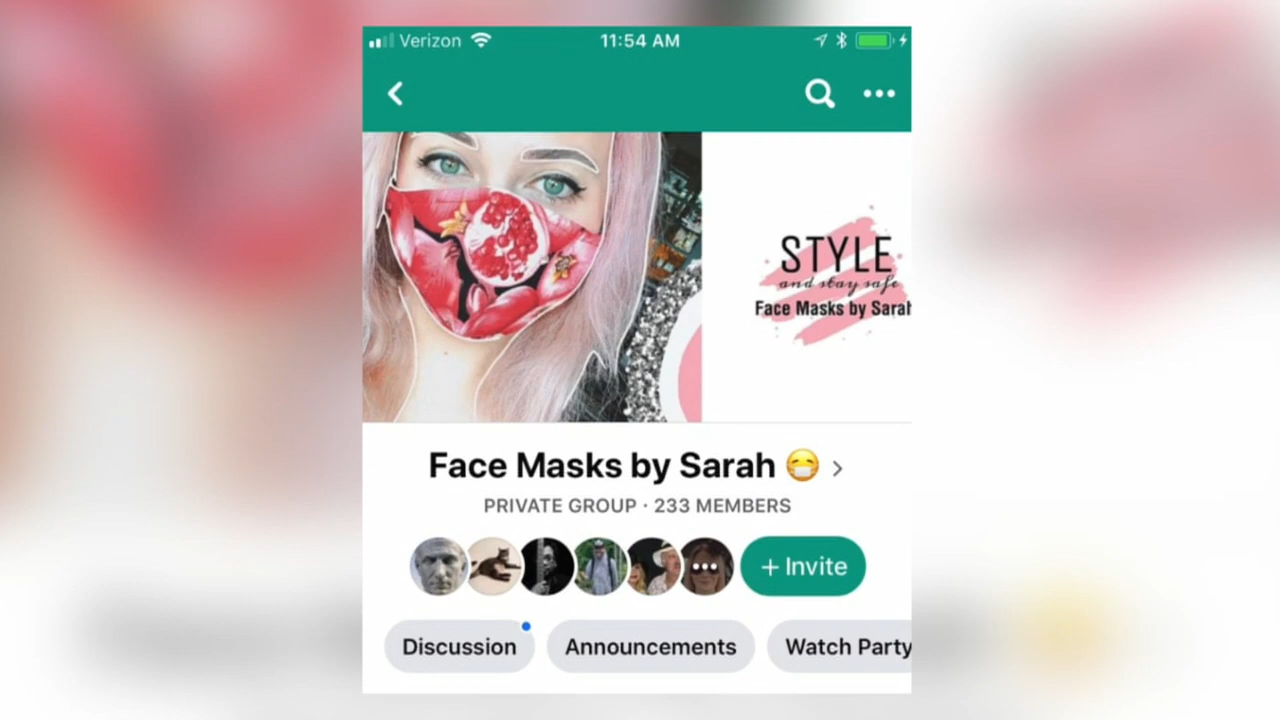 Verizon 11:54 AM
STYLE
and stay safe
Face Masks by Sarah
Face Masks by Sarah 😷 >
PRIVATE GROUP · 233 MEMBERS
+ Invite
Discussion Announcements Watch Party